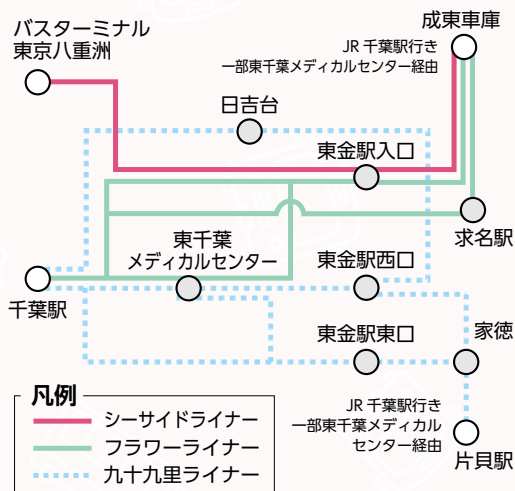 バスターミナル
東京八重洲
成東車庫
JR 千葉駅行き
一部東千葉メディカルセンター経由
日吉台
東金駅入口
求名駅
東千葉
メディカルセンター
東金駅西口
千葉駅
東金駅東口
家徳
JR 千葉駅行き
一部東千葉メディカル
センター経由
片貝駅
凡例
シーサイドライナー
フラワーライナー
九十九里ライナー